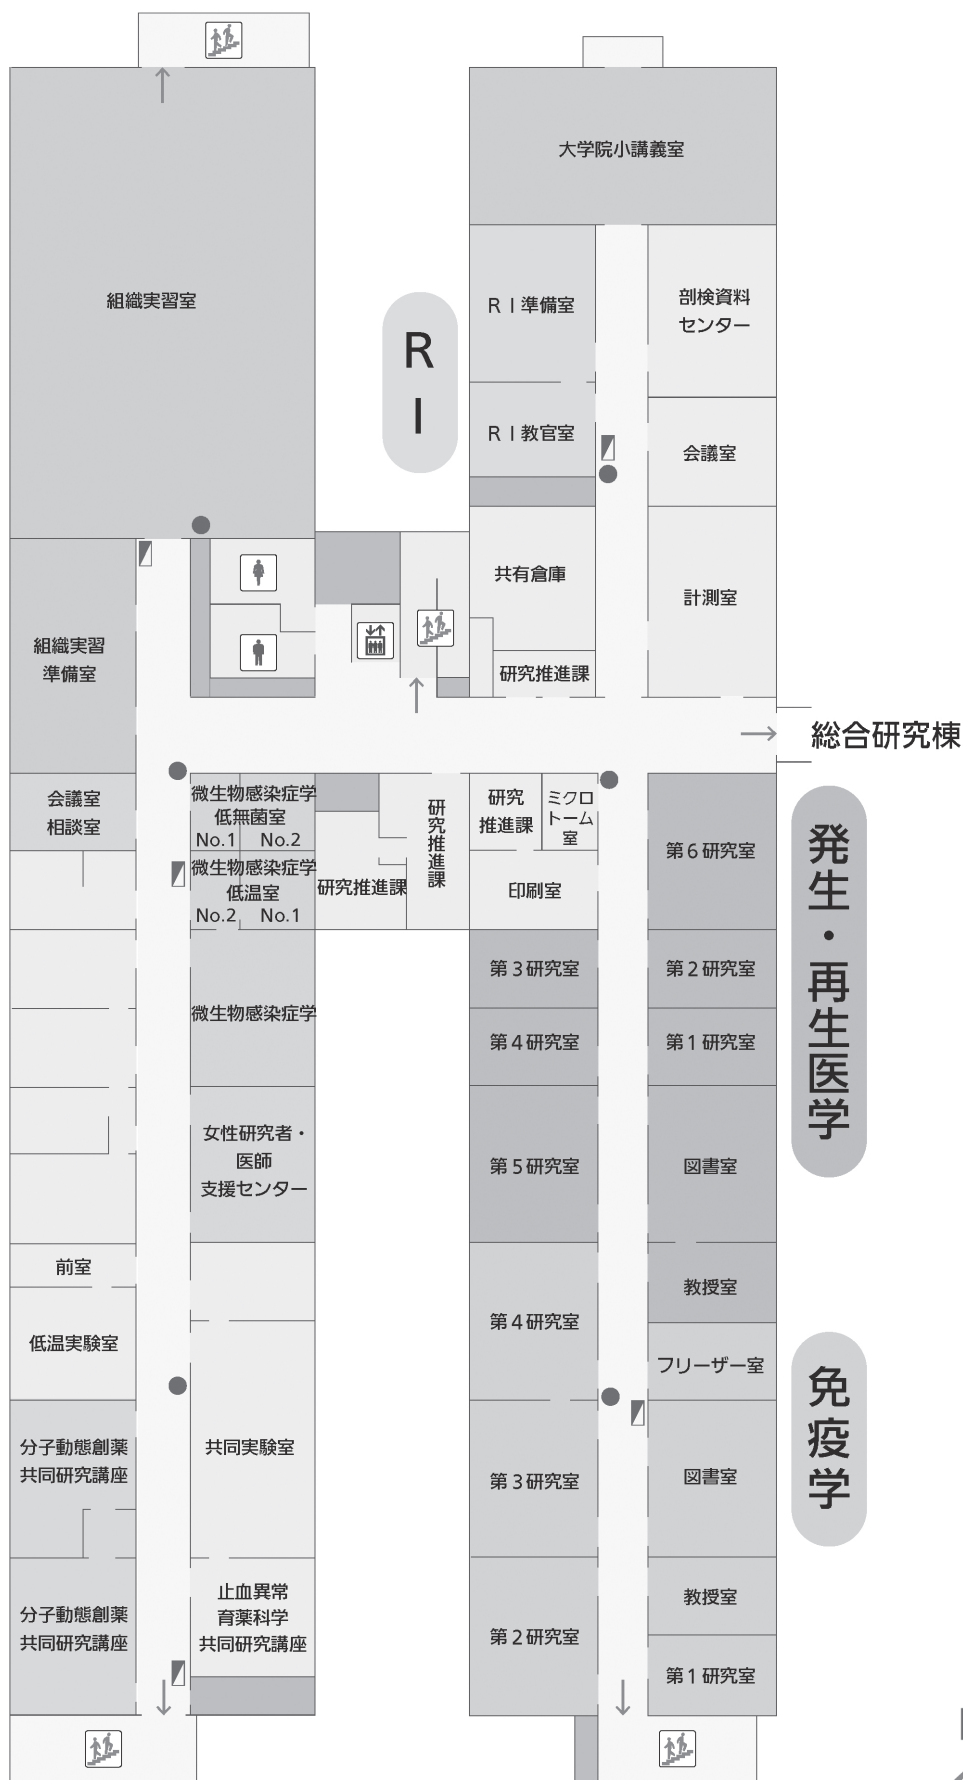 大学院小講義室
組織実習室
R
I
ＲＩ準備室
剖検資料
センター
ＲＩ教官室
会議室
共有倉庫
計測室
組織実習
準備室
研究推進課
総合研究棟
会議室
相談室
微生物感染症学
低無菌室
No.1 No.2
微生物感染症学
低温室
No.2 No.1
研究推進課
研究推進課
研究
推進課
ミクロ
トーム
室
印刷室
第６研究室
発生・再生医学
第３研究室
第２研究室
微生物感染症学
第４研究室
第１研究室
女性研究者・
医師
支援センター
第５研究室
図書室
前室
教授室
低温実験室
第４研究室
フリーザー室
免疫学
分子動態創薬
共同研究講座
共同実験室
第３研究室
図書室
分子動態創薬
共同研究講座
止血異常
育薬科学
共同研究講座
第２研究室
教授室
第１研究室